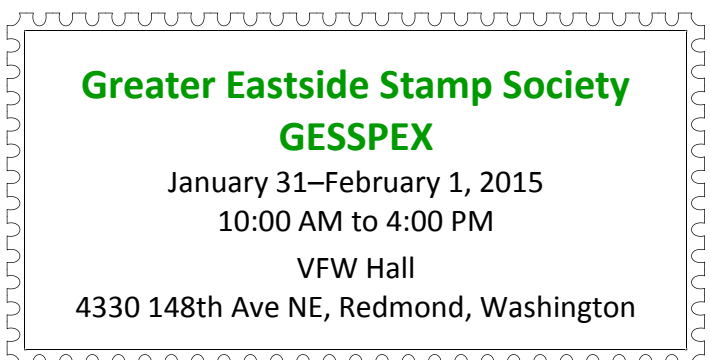 Greater Eastside Stamp Society
GESSPEX
January 31–February 1, 2015
10:00 AM to 4:00 PM
VFW Hall
4330 148th Ave NE, Redmond, Washington